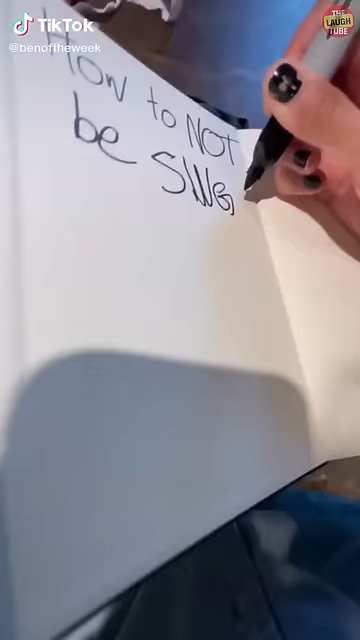 TikTok
@benoftheweek
THE
LAUGH
TUBE
How to NOT
be